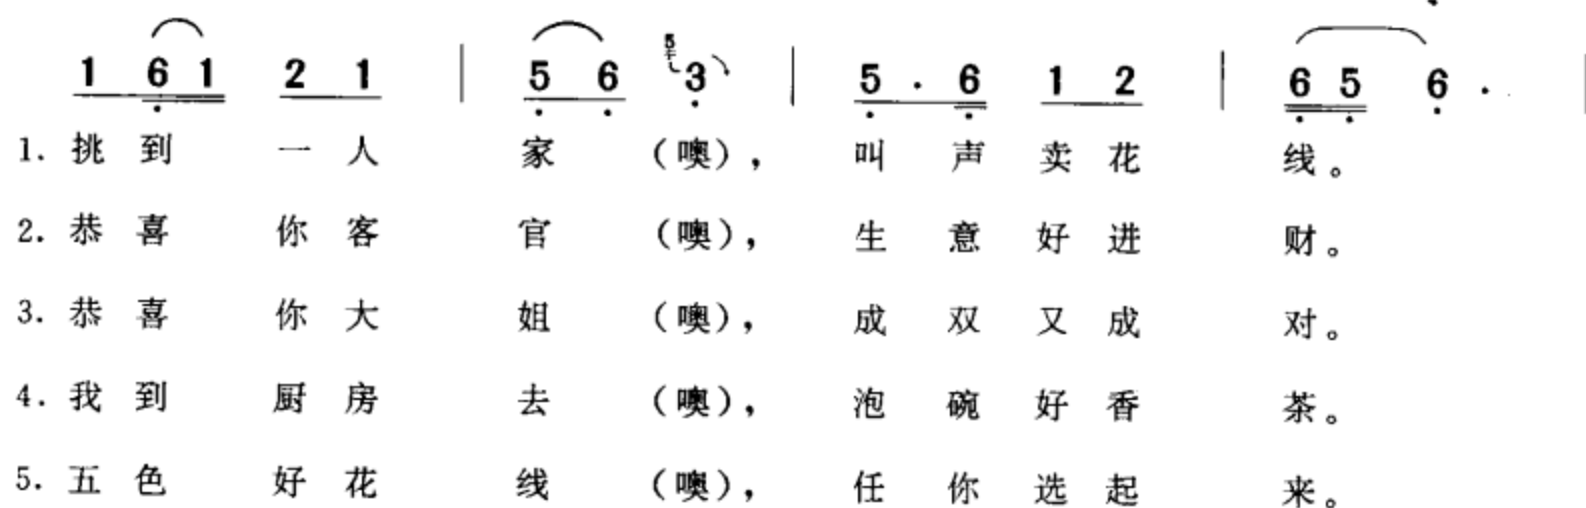 1 6 1 2 1 | 5 6 5 3 | 5 . 6 1 2 | 6 5 6 .
1. 挑到 一人 家 （噢）， 叫声卖花 线。
2. 恭喜 你客 官 （噢）， 生意好进 财。
3. 恭喜 你大 姐 （噢）， 成双又成 对。
4. 我到 厨房 去 （噢）， 泡碗好香 茶。
5. 五色 好花 线 （噢）， 任你选起 来。